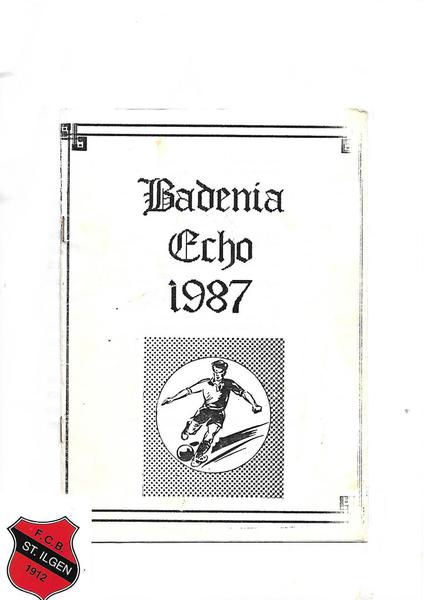 Badenia
Echo
1987
F.C.B.
ST. ILGEN
1912